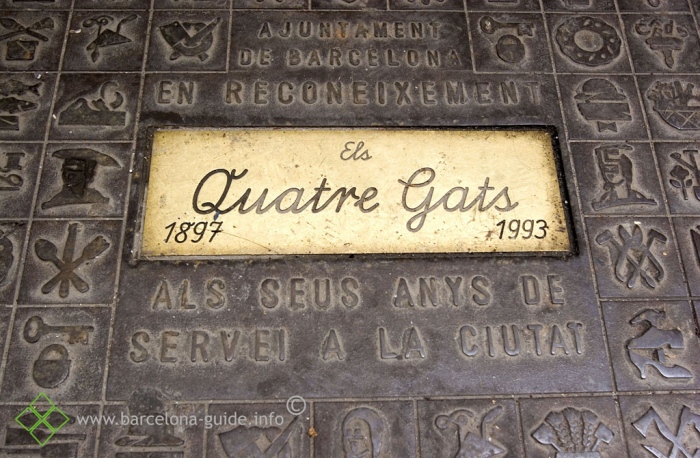 AJUNTAMENT
DE BARCELONA
EN RECONEIXEMENT
Els
Quatre Gats
1897 1993
ALS SEUS ANYS DE
SERVEI A LA CIUTAT
www.barcelona-guide.info ©